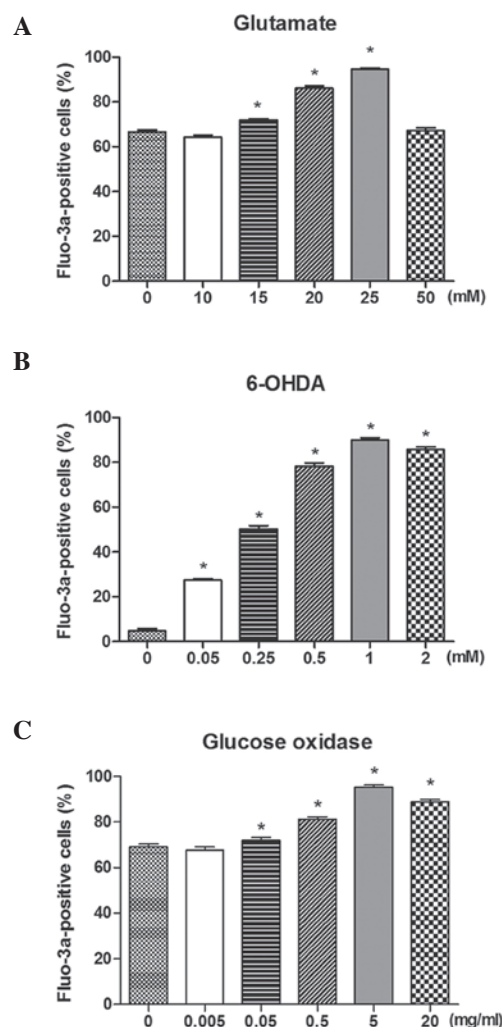 A
Glutamate
Fluo-3a-positive cells (%)
100
80
60
40
20
0
* * *
0 10 15 20 25 50 (mM)
B
6-OHDA
Fluo-3a-positive cells (%)
100
80
60
40
20
0
* * * * *
0 0.05 0.25 0.5 1 2 (mM)
C
Glucose oxidase
Fluo-3a-positive cells (%)
100
80
60
40
20
0
* * * *
0 0.005 0.05 0.5 5 20 (mg/ml)